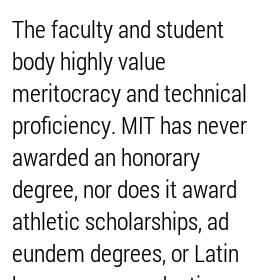 The faculty and student
body highly value
meritocracy and technical
proficiency. MIT has never
awarded an honorary
degree, nor does it award
athletic scholarships, ad
eundem degrees, or Latin